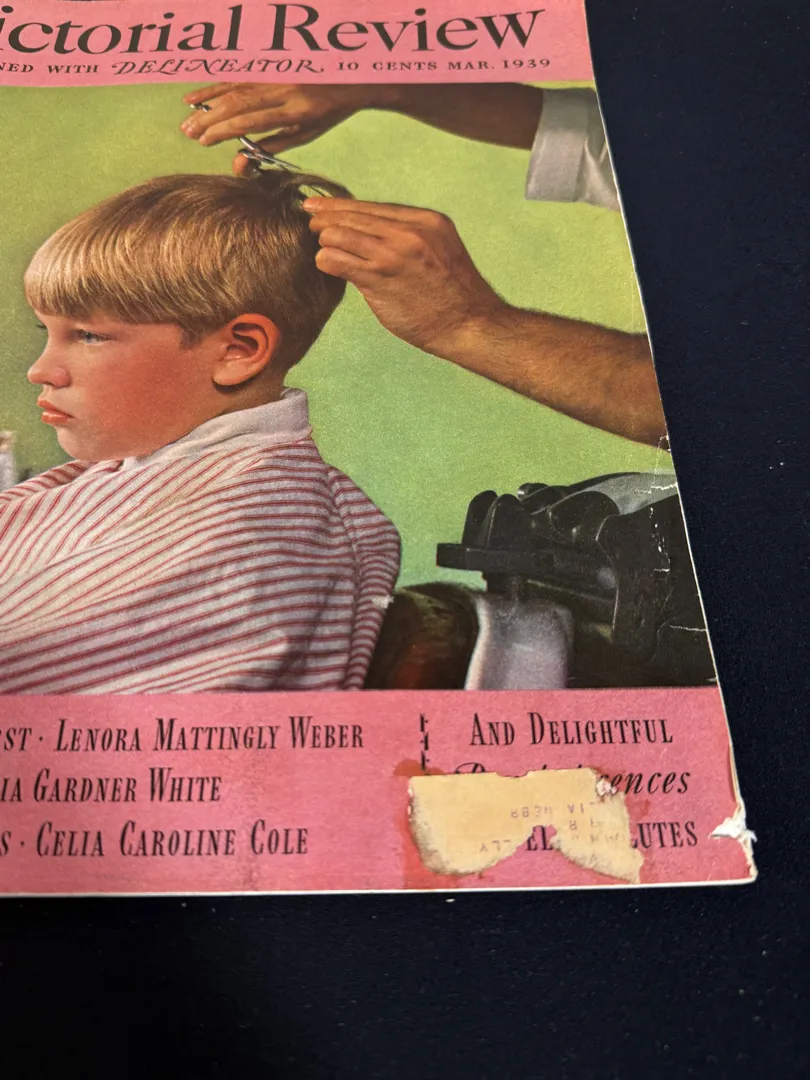 ictorial Review
NED WITH DELINEATOR, 10 CENTS MAR. 1939
ST · LENORA MATTINGLY WEBER
IA GARDNER WHITE
S · CELIA CAROLINE COLE
AND DELIGHTFUL
ences
LUTES